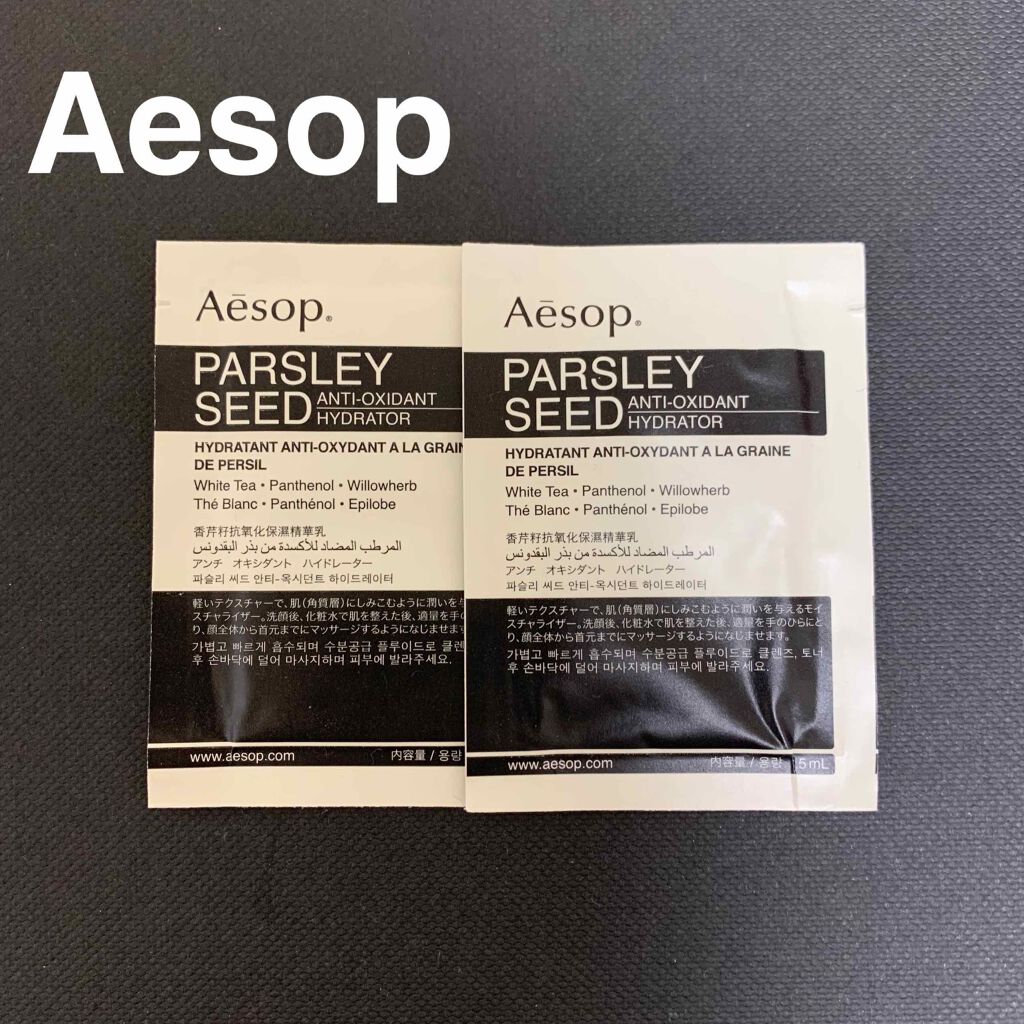 Aesop
Aēsop®
PARSLEY
SEED ANTI-OXIDANT
HYDRATOR
HYDRATANT ANTI-OXYDANT A LA GRAIN
DE PERSIL
White Tea • Panthenol • Willowherb
Thé Blanc • Panthénol • Epilobe
香芹籽抗氧化保濕精華乳
المرطب المضاد للأكسدة من بذر البقدونس
アンチ オキシダント ハイドレーター
파슬리 씨드 안티-옥시던트 하이드레이터
軽いテクスチャーで、肌(角質層)にしみこむように潤いを与
スチャライザー。洗顔後、化粧水で肌を整えた後、適量を手の
り、顔全体から首元までにマッサージするようになじませます
가볍고 빠르게 흡수되며 수분공급 플루이드로 클렌
후 손바닥에 덜어 마사지하며 피부에 발라주세요.
www.aesop.com 内容量 / 용량
Aēsop®
PARSLEY
SEED ANTI-OXIDANT
HYDRATOR
HYDRATANT ANTI-OXYDANT A LA GRAINE
DE PERSIL
White Tea • Panthenol • Willowherb
Thé Blanc • Panthénol • Epilobe
香芹籽抗氧化保濕精華乳
المرطب المضاد للأكسدة من بذر البقدونس
アンチ オキシダント ハイドレーター
파슬리 씨드 안티-옥시던트 하이드레이터
軽いテクスチャーで、肌(角質層)にしみこむように潤いを与えるモイ
スチャライザー。洗顔後、化粧水で肌を整えた後、適量を手のひらにと
り、顔全体から首元までにマッサージするようになじませます。
가볍고 빠르게 흡수되며 수분공급 플루이드로 클렌즈, 토너
후 손바닥에 덜어 마사지하며 피부에 발라주세요.
www.aesop.com 内容量 / 용량 1.5mL